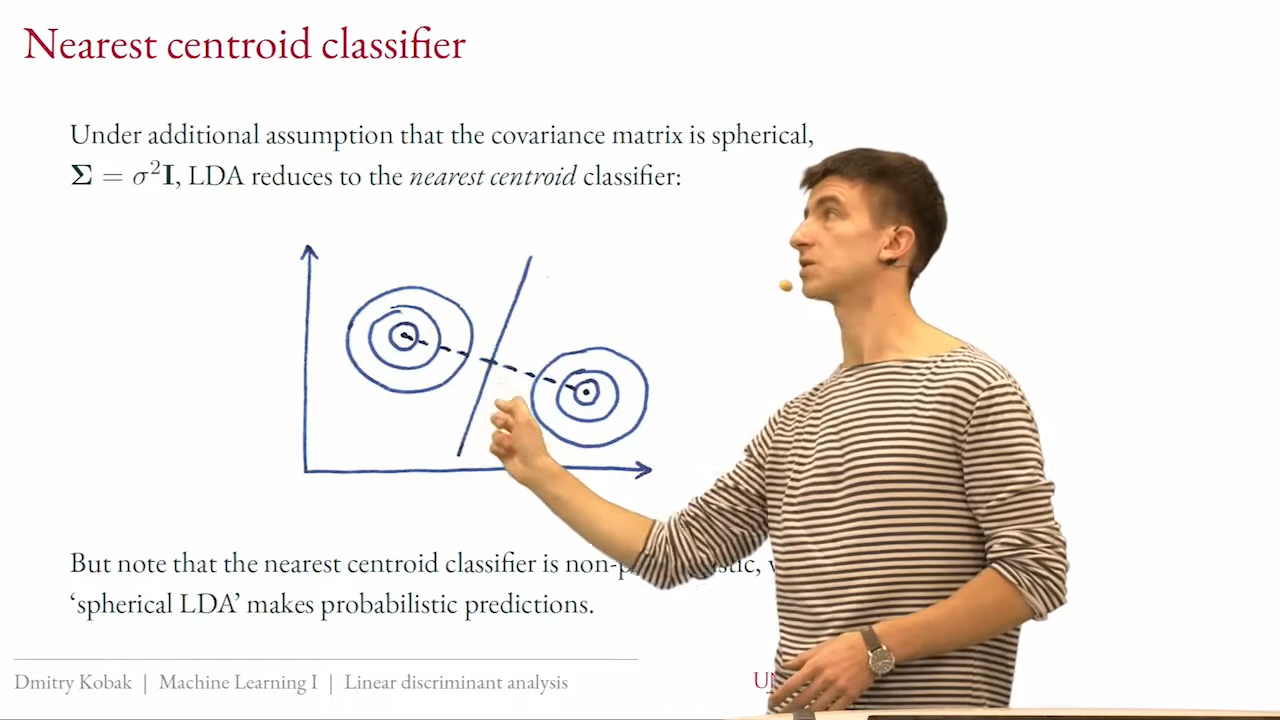 Nearest centroid classifier
Under additional assumption that the covariance matrix is spherical,
Σ = σ²I, LDA reduces to the nearest centroid classifier:
But note that the nearest centroid classifier is
‘spherical LDA’ makes probabilistic predictions.
Dmitry Kobak | Machine Learning I | Linear discriminant analysis